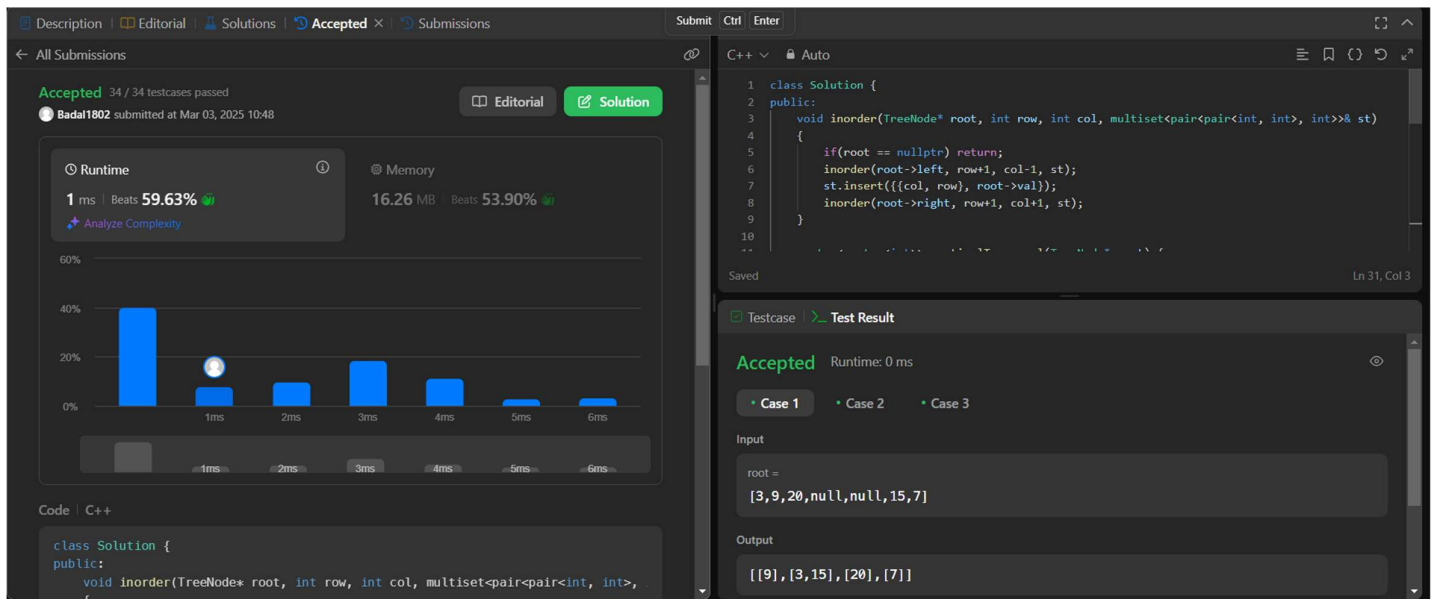 Description | Editorial | Solutions | Accepted × | Submissions
Submit Ctrl Enter
← All Submissions
Accepted 34 / 34 testcases passed
Badal1802 submitted at Mar 03, 2025 10:48
Editorial
Solution
Runtime
1 ms | Beats 59.63%
Analyze Complexity
Memory
16.26 MB | Beats 53.90%
60%
40%
20%
0%
1ms 2ms 3ms 4ms 5ms 6ms
1ms 2ms 3ms 4ms 5ms 6ms
Code | C++
class Solution {
public:
void inorder(TreeNode* root, int row, int col, multiset<pair<pair<int, int>,
C++ Auto
1 class Solution {
2 public:
3 void inorder(TreeNode* root, int row, int col, multiset<pair<pair<int, int>, int>>& st)
4 {
5 if(root == nullptr) return;
6 inorder(root->left, row+1, col-1, st);
7 st.insert({{col, row}, root->val});
8 inorder(root->right, row+1, col+1, st);
9 }
10
Saved
Ln 31, Col 3
Testcase | >_ Test Result
Accepted Runtime: 0 ms
• Case 1 • Case 2 • Case 3
Input
root =
[3,9,20,null,null,15,7]
Output
[[9],[3,15],[20],[7]]